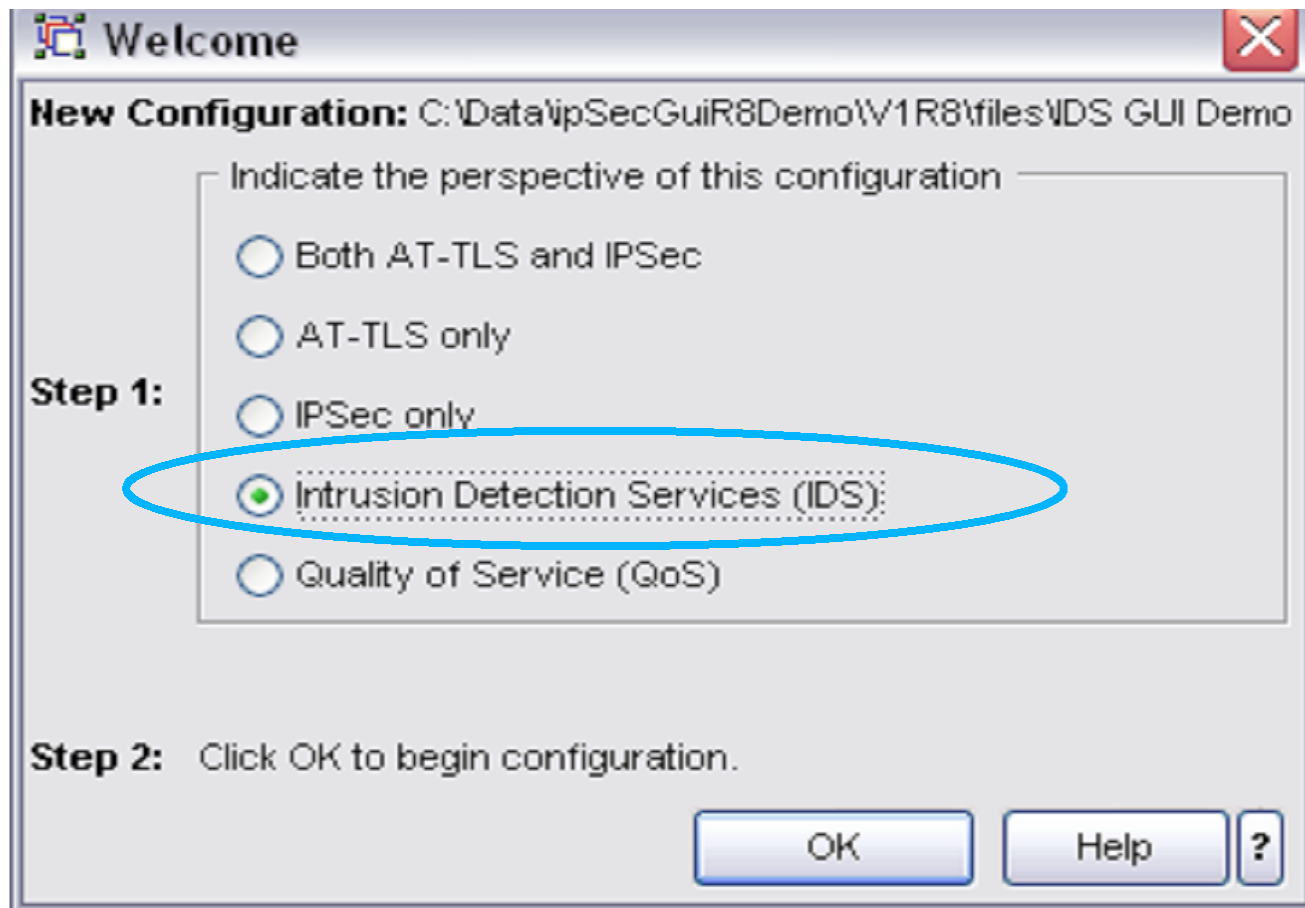 Welcome
New Configuration: C:\Data\ipSecGuiR8Demo\V1R8\files\IDS GUI Demo
Indicate the perspective of this configuration
Both AT-TLS and IPSec
AT-TLS only
Step 1:
IPSec only
Intrusion Detection Services (IDS)
Quality of Service (QoS)
Step 2: Click OK to begin configuration.
OK Help ?